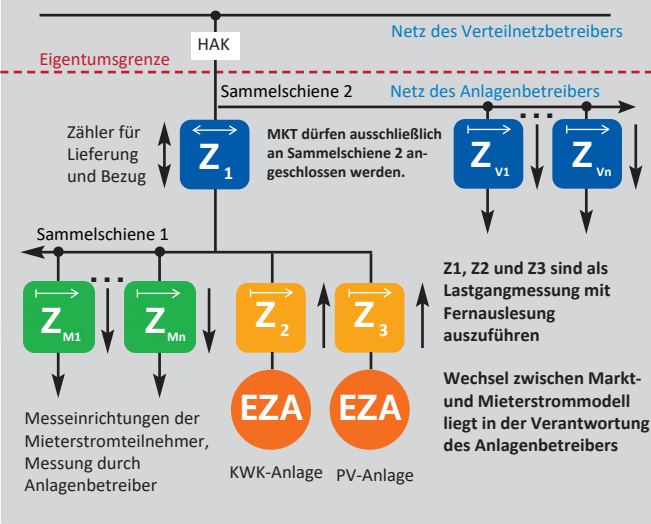 Netz des Verteilnetzbetreibers
HAK
Eigentumsgrenze
Sammelschiene 2
Netz des Anlagenbetreibers
Zähler für
Lieferung
und Bezug
Z1
MKT dürfen ausschließlich
an Sammelschiene 2 an-
geschlossen werden.
...
ZV1
ZVn
Sammelschiene 1
...
ZM1
ZMn
Z2
Z3
Z1, Z2 und Z3 sind als
Lastgangmessung mit
Fernauslesung
auszuführen
EZA
EZA
Wechsel zwischen Markt-
und Mieterstrommodell
liegt in der Verantwortung
des Anlagenbetreibers
Messeinrichtungen der
Mieterstromteilnehmer,
Messung durch
Anlagenbetreiber
KWK-Anlage
PV-Anlage